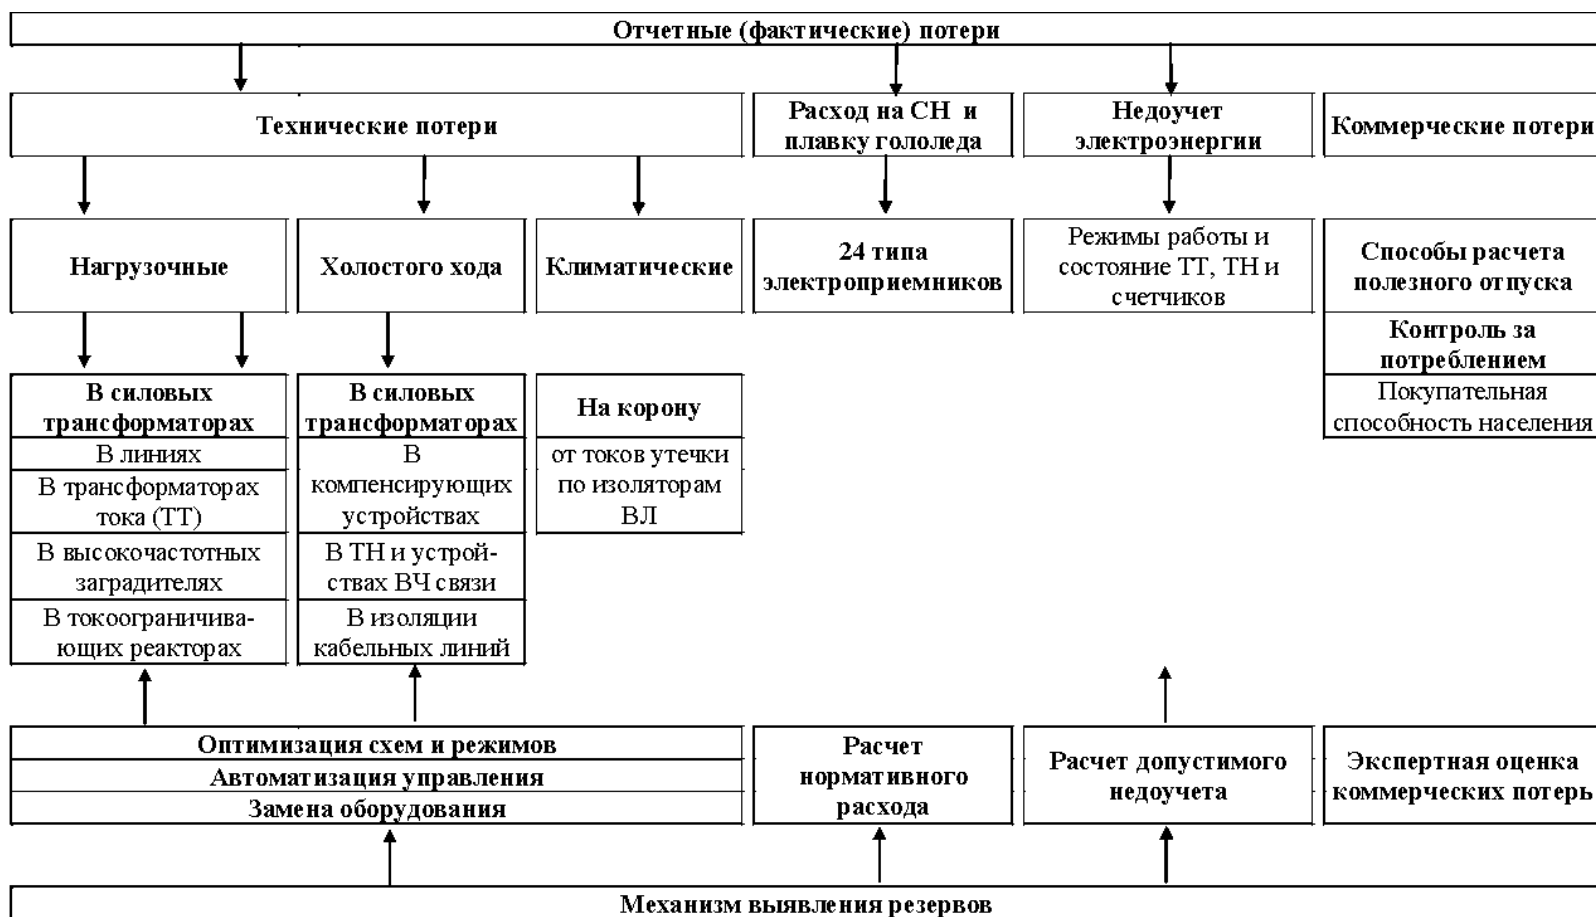 Отчетные (фактические) потери
Технические потери
Расход на СН и
плавку гололеда
Недоучет
электроэнергии
Коммерческие потери
Нагрузочные
Холостого хода
Климатические
24 типа
электроприемников
Режимы работы и
состояние ТТ, ТН и
счетчиков
Способы расчета
полезного отпуска
Контроль за
потреблением
Покупательная
способность населения
В силовых
трансформаторах
В линиях
В трансформаторах
тока (ТТ)
В высокочастотных
заградителях
В токоограничива-
ющих реакторах
В силовых
трансформаторах
В
компенсирующих
устройствах
В ТН и устрой-
ствах ВЧ связи
В изоляции
кабельных линий
На корону
от токов утечки
по изоляторам
ВЛ
Оптимизация схем и режимов
Автоматизация управления
Замена оборудования
Расчет
нормативного
расхода
Расчет допустимого
недоучета
Экспертная оценка
коммерческих потерь
Механизм выявления резервов